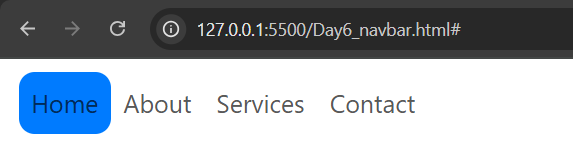 127.0.0.1:5500/Day6_navbar.html#
Home About Services Contact